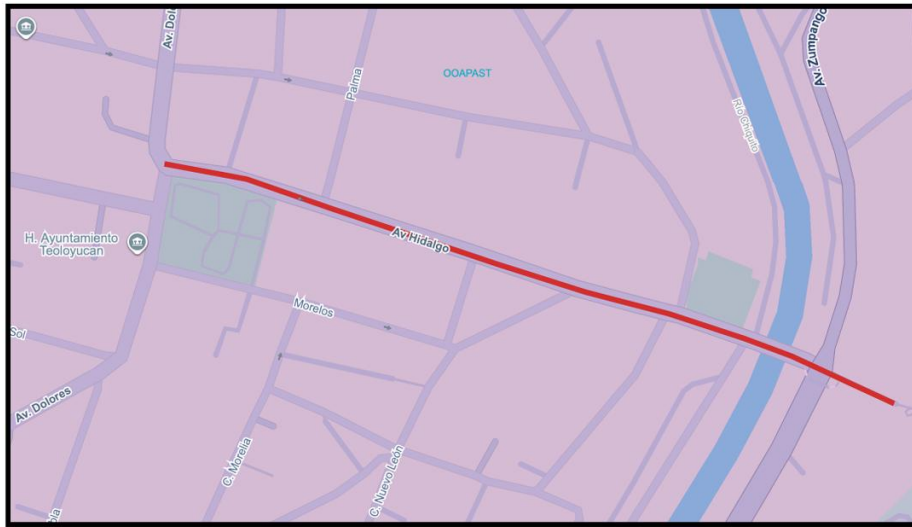 Av. Dol
Av. Zumpango
OOAPAST
Palma
Río Chiquito
H. Ayuntamiento
Teoloyucan
Av Hidalgo
Morelos
Sol
Av. Dolores
C. Morelia
C. Nuevo León